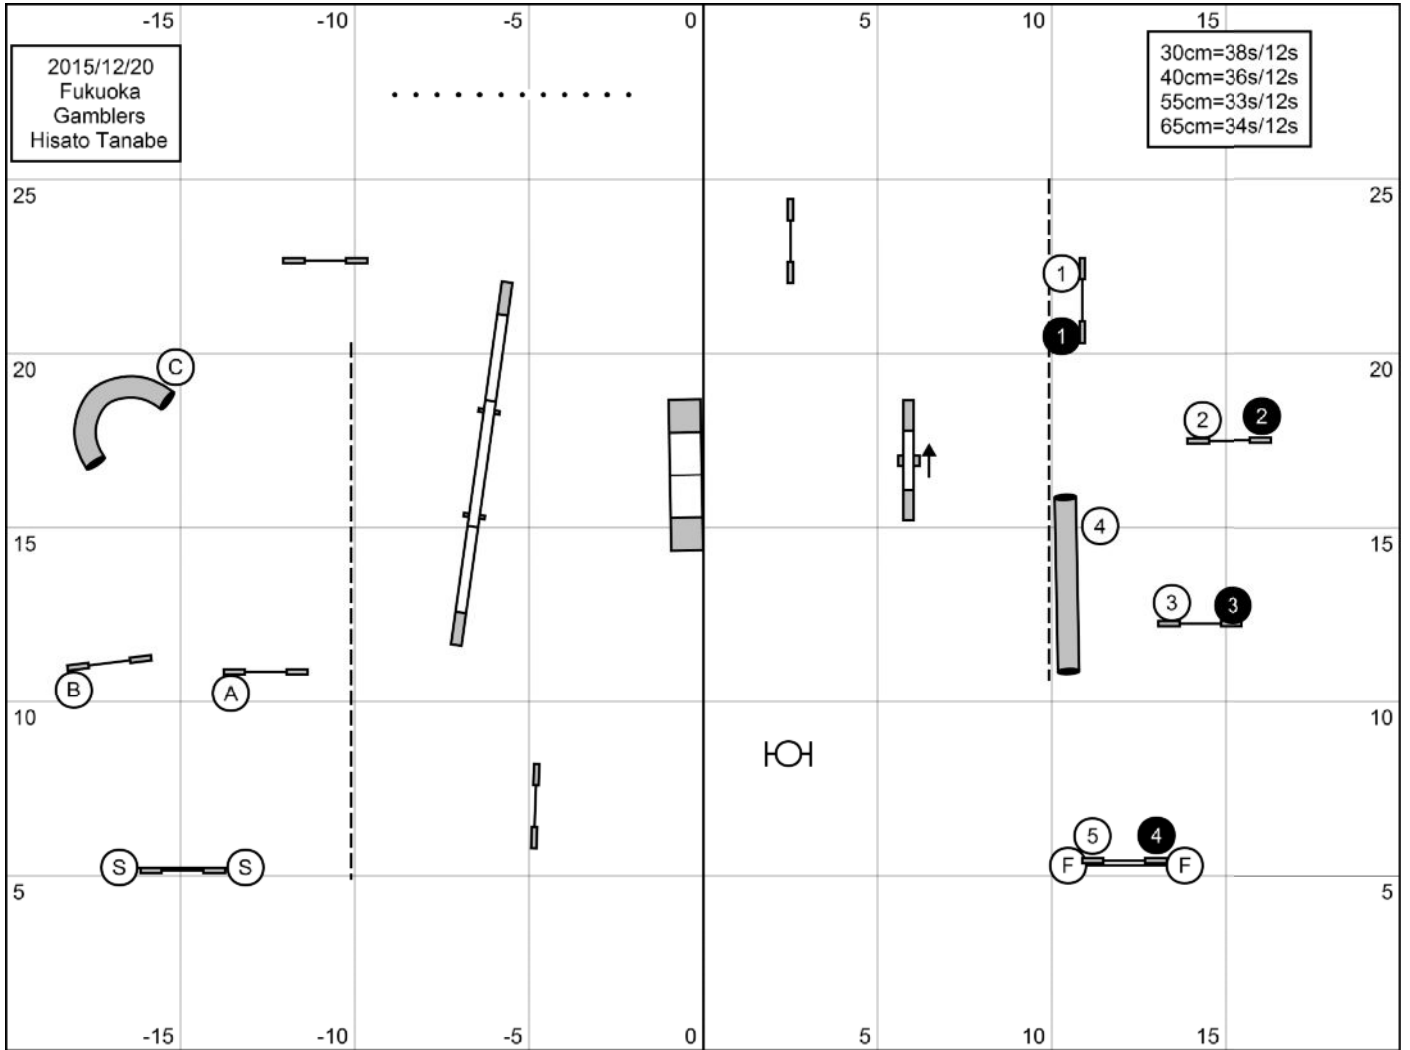 -15 -10 -5 0 5 10 15
2015/12/20
Fukuoka
Gamblers
Hisato Tanabe
30cm=38s/12s
40cm=36s/12s
55cm=33s/12s
65cm=34s/12s
25 25
1
1
20 20
C
2 2
4
15 15
3 3
B A
10 10
5 4
S S F F
5 5
-15 -10 -5 0 5 10 15